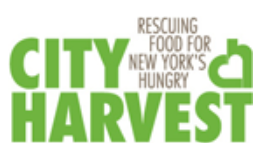 RESCUING
FOOD FOR
NEW YORK'S
HUNGRY
CITY
HARVEST